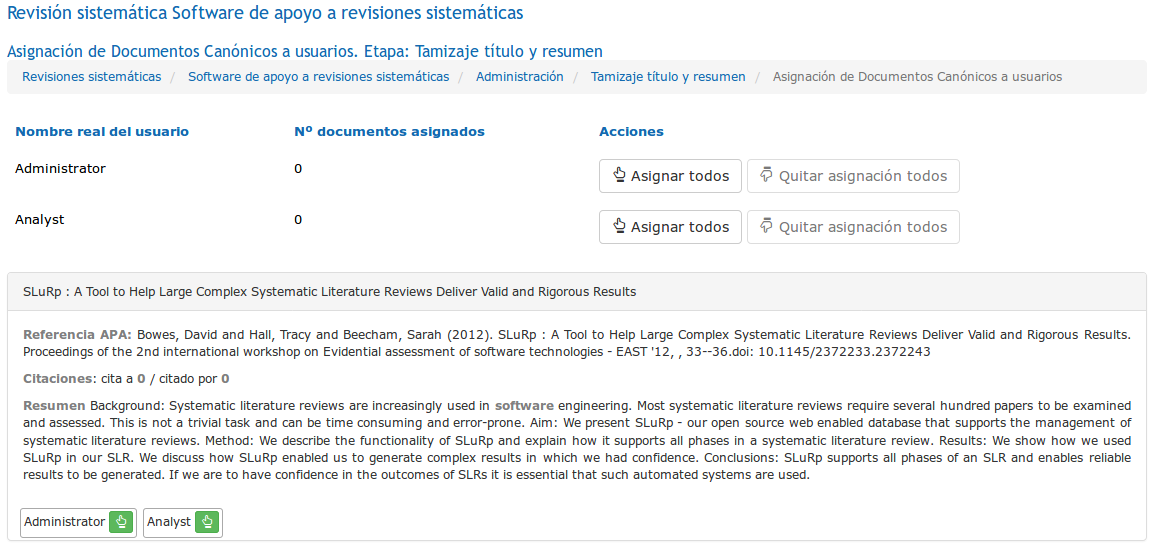 Revisión sistemática Software de apoyo a revisiones sistemáticas
Asignación de Documentos Canónicos a usuarios. Etapa: Tamizaje título y resumen
Revisiones sistemáticas / Software de apoyo a revisiones sistemáticas / Administración / Tamizaje título y resumen / Asignación de Documentos Canónicos a usuarios
Nombre real del usuario Nº documentos asignados Acciones
Administrator 0 Asignar todos Quitar asignación todos
Analyst 0 Asignar todos Quitar asignación todos
SLuRp : A Tool to Help Large Complex Systematic Literature Reviews Deliver Valid and Rigorous Results
Referencia APA: Bowes, David and Hall, Tracy and Beecham, Sarah (2012). SLuRp : A Tool to Help Large Complex Systematic Literature Reviews Deliver Valid and Rigorous Results.
Proceedings of the 2nd international workshop on Evidential assessment of software technologies - EAST '12, , 33--36.doi: 10.1145/2372233.2372243
Citaciones: cita a 0 / citado por 0
Resumen Background: Systematic literature reviews are increasingly used in software engineering. Most systematic literature reviews require several hundred papers to be examined
and assessed. This is not a trivial task and can be time consuming and error-prone. Aim: We present SLuRp - our open source web enabled database that supports the management of
systematic literature reviews. Method: We describe the functionality of SLuRp and explain how it supports all phases in a systematic literature review. Results: We show how we used
SLuRp in our SLR. We discuss how SLuRp enabled us to generate complex results in which we had confidence. Conclusions: SLuRp supports all phases of an SLR and enables reliable
results to be generated. If we are to have confidence in the outcomes of SLRs it is essential that such automated systems are used.
Administrator Analyst